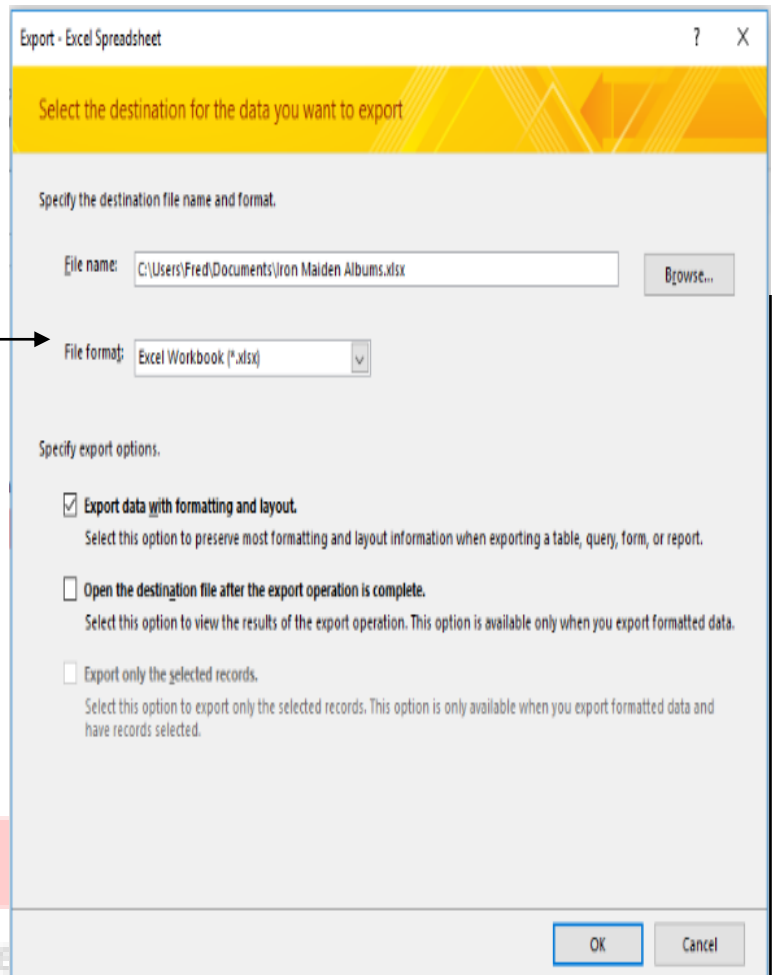 Export - Excel Spreadsheet ? X
Select the destination for the data you want to export
Specify the destination file name and format.
File name: C:\Users\Fred\Documents\Iron Maiden Albums.xlsx Browse...
File format: Excel Workbook (*.xlsx)
Specify export options.
Export data with formatting and layout.
Select this option to preserve most formatting and layout information when exporting a table, query, form, or report.
Open the destination file after the export operation is complete.
Select this option to view the results of the export operation. This option is available only when you export formatted data.
Export only the selected records.
Select this option to export only the selected records. This option is only available when you export formatted data and
have records selected.
OK Cancel